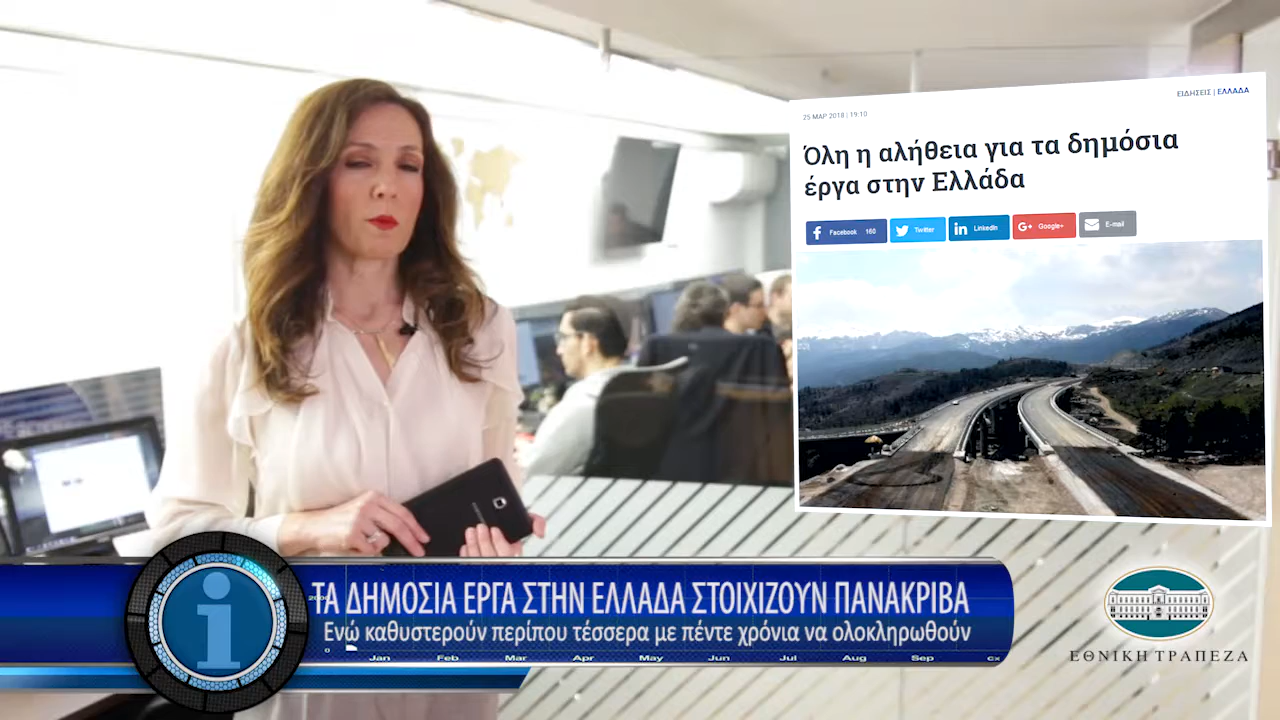 ΕΙΔΗΣΕΙΣ | ΕΛΛΑΔΑ
25 ΜΑΡ 2018 | 19:10
Όλη η αλήθεια για τα δημόσια
έργα στην Ελλάδα
Facebook 160
Twitter
LinkedIn
Google+
E-mail
ΤΑ ΔΗΜΟΣΙΑ ΕΡΓΑ ΣΤΗΝ ΕΛΛΑΔΑ ΣΤΟΙΧΙΖΟΥΝ ΠΑΝΑΚΡΙΒΑ
Ενώ καθυστερούν περίπου τέσσερα με πέντε χρόνια να ολοκληρωθούν
0
Jan Feb Mar Apr May Jun Jul Aug Sep
ΕΘΝΙΚΗ ΤΡΑΠΕΖΑ